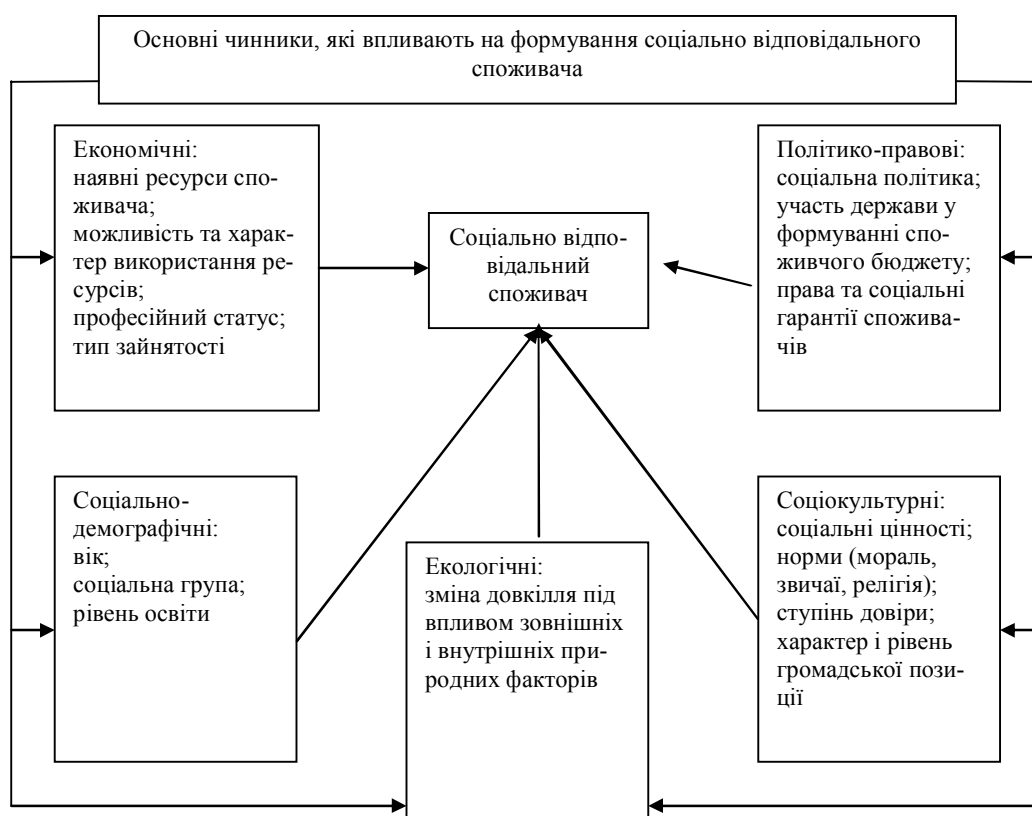 Основні чинники, які впливають на формування соціально відповідального
споживача
Економічні:
наявні ресурси спо-
живача;
можливість та харак-
тер використання ре-
сурсів;
професійний статус;
тип зайнятості
Соціально відпо-
відальний
споживач
Політико-правові:
соціальна політика;
участь держави у
формуванні спо-
живчого бюджету;
права та соціальні
гарантії спожива-
чів
Соціально-
демографічні:
вік;
соціальна група;
рівень освіти
Екологічні:
зміна довкілля під
впливом зовнішніх
і внутрішніх при-
родних факторів
Соціокультурні:
соціальні цінності;
норми (мораль,
звичаї, релігія);
ступінь довіри;
характер і рівень
громадської пози-
ції